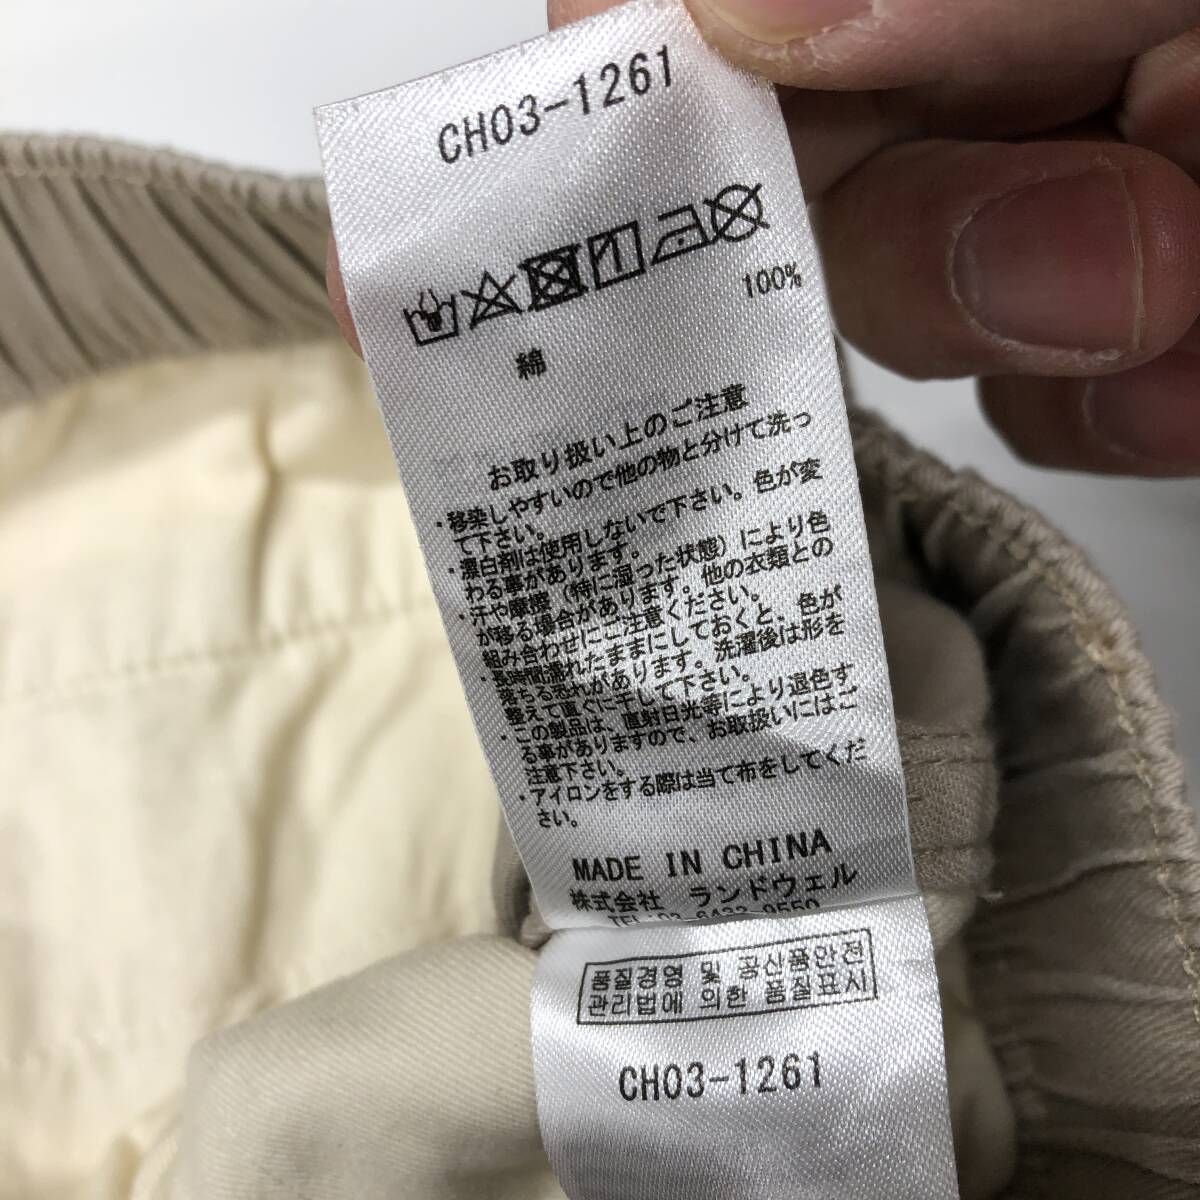 CH03-1261
100%
綿
お取り扱い上のご注意
・移染しやすいので他の物と分けて洗っ
て下さい。
・漂白剤は使用しないで下さい。色が変
わる事があります。
・汗や摩擦（特に湿った状態）により色
が移る場合があります。他の衣類との
組み合わせにご注意ください。
・長時間濡れたままにしておくと、色が
落ちる恐れがあります。洗濯後は形を
整えて直ぐに干して下さい。
・この製品は、直射日光等により退色す
る事がありますので、お取扱いにはご
注意下さい。
・アイロンをする際は当て布をしてくだ
さい。
MADE IN CHINA
株式会社 ランドウェル
TEL:03-6433-9550
품질경영 및 공산품안전
관리법에 의한 품질표시
CH03-1261